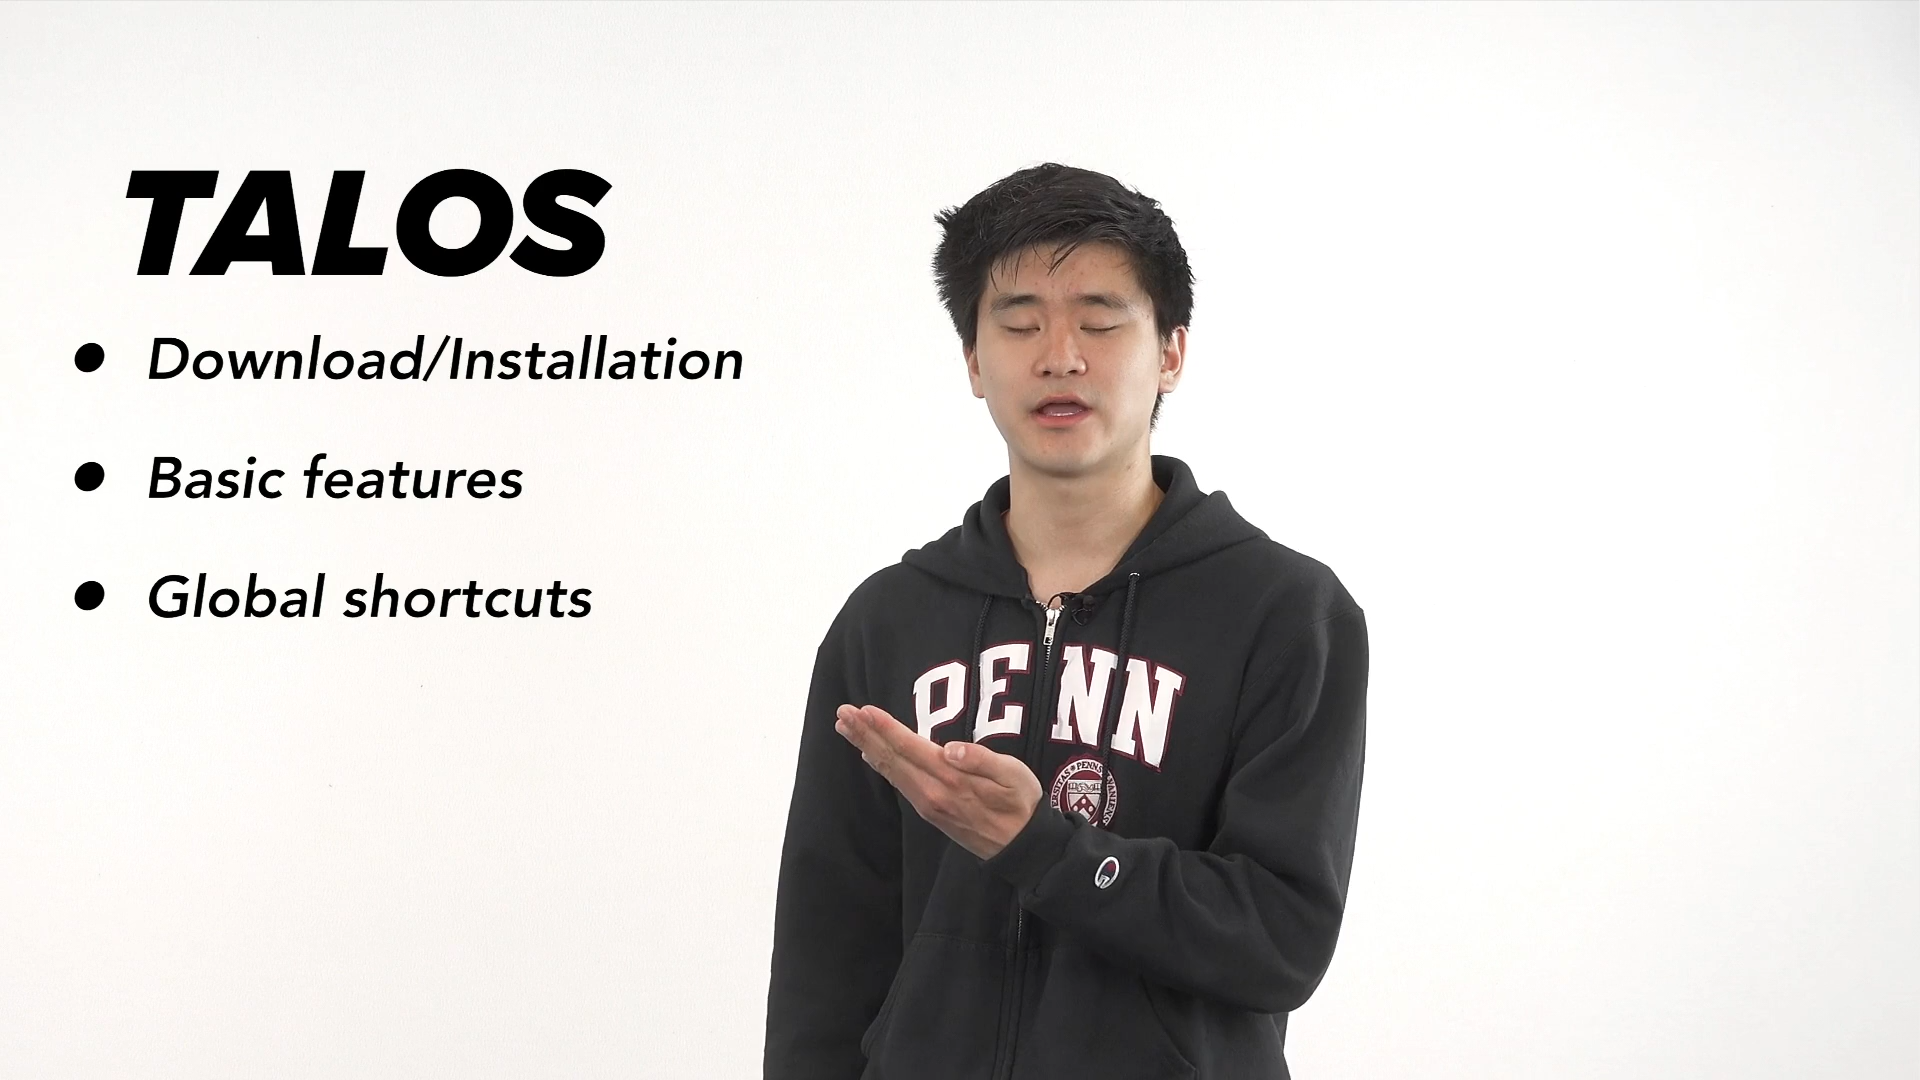 TALOS
• Download/Installation
• Basic features
• Global shortcuts
PENN